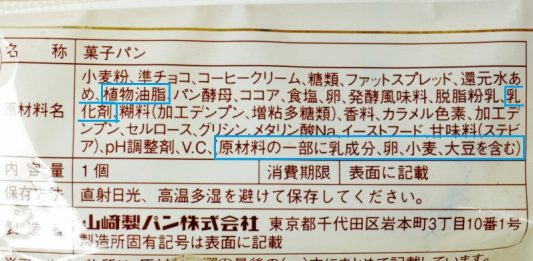 名 称 菓子パン
原材料名 小麦粉、準チョコ、コーヒークリーム、糖類、ファットスプレッド、還元水あ
め、植物油脂、パン酵母、ココア、食塩、卵、発酵風味料、脱脂粉乳、乳
化剤、糊料(加工デンプン、増粘多糖類)、香料、カラメル色素、加工デ
ンプン、セルロース、グリシン、メタリン酸Na、イーストフード、甘味料(ステビ
ア)、pH調整剤、V.C、(原材料の一部に乳成分、卵、小麦、大豆を含む)
内容量 1個 消費期限 表面に記載
保存方法 直射日光、高温多湿を避けて保存してください。
製造者 山崎製パン株式会社 東京都千代田区岩本町3丁目10番1号
製造所固有記号は表面に記載